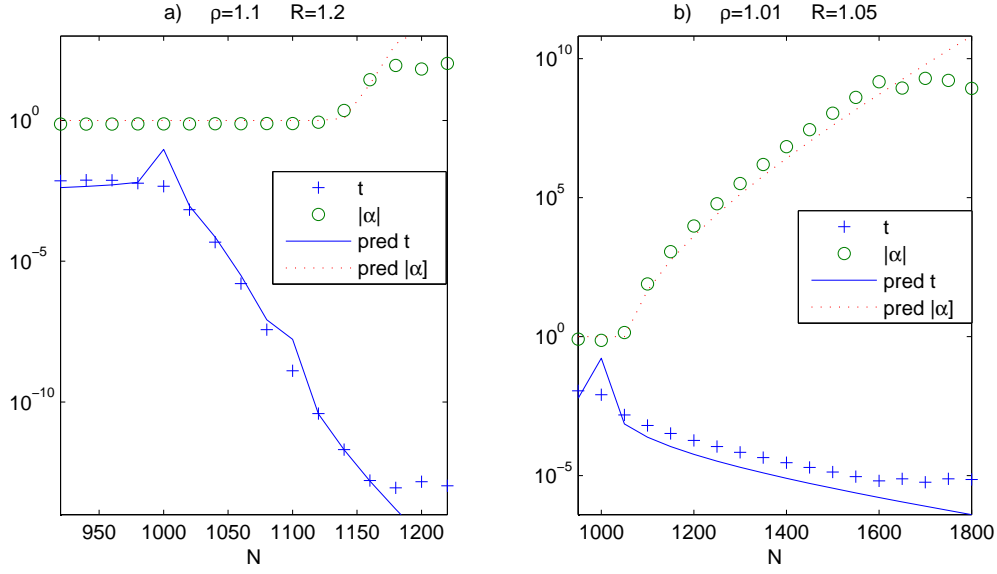 a) ρ=1.1 R=1.2
10^0
10^-5
10^-10
t
|α|
pred t
pred |α]
950 1000 1050 1100 1150 1200
N
b) ρ=1.01 R=1.05
10^10
10^5
10^0
10^-5
t
|α|
pred t
pred |α]
1000 1200 1400 1600 1800
N